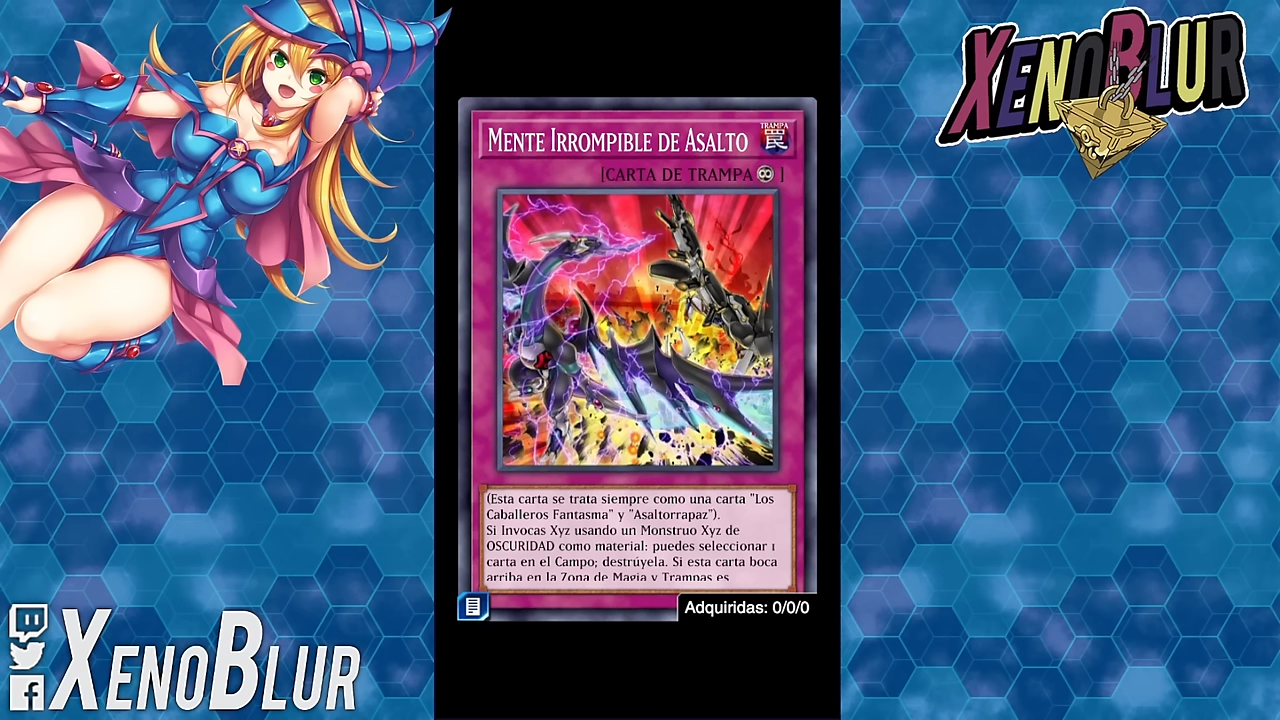 XENOBLUR
MENTE IRROMPIBLE DE ASALTO
TRAMPA
罠
[CARTA DE TRAMPA ]
(Esta carta se trata siempre como una carta "Los
Caballeros Fantasma" y "Asaltorrapaz").
Si Invocas Xyz usando un Monstruo Xyz de
OSCURIDAD como material: puedes seleccionar 1
carta en el Campo; destrúyela. Si esta carta boca
arriba en la Zona de Magia y Trampas es
Adquiridas: 0/0/0
XENOBLUR